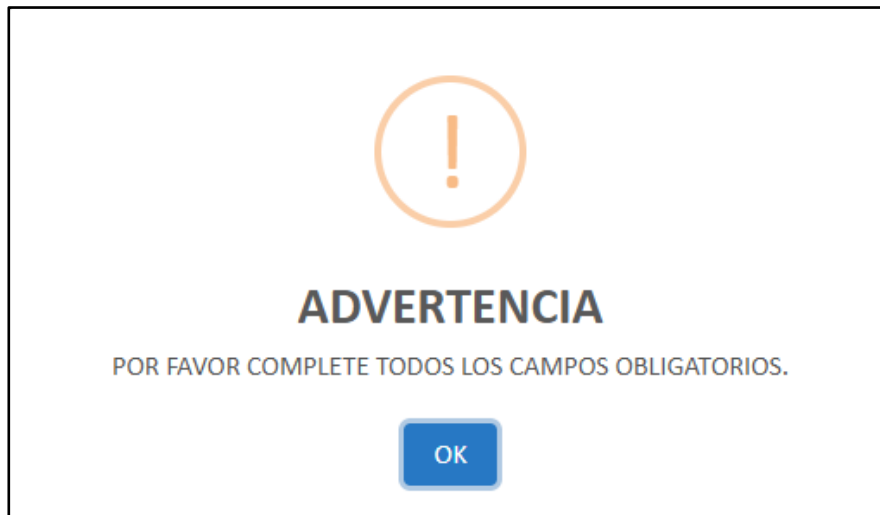 ADVERTENCIA
POR FAVOR COMPLETE TODOS LOS CAMPOS OBLIGATORIOS.
OK